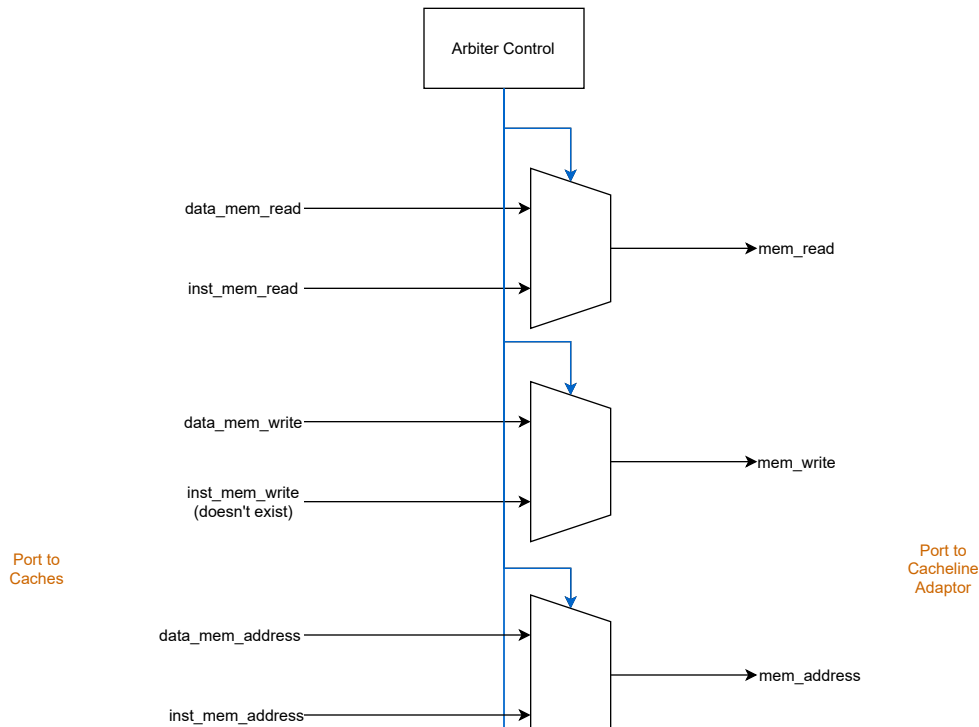 Arbiter Control
data_mem_read
mem_read
inst_mem_read
data_mem_write
mem_write
inst_mem_write
(doesn't exist)
Port to
Caches
Port to
Cacheline
Adaptor
data_mem_address
mem_address
inst_mem_address